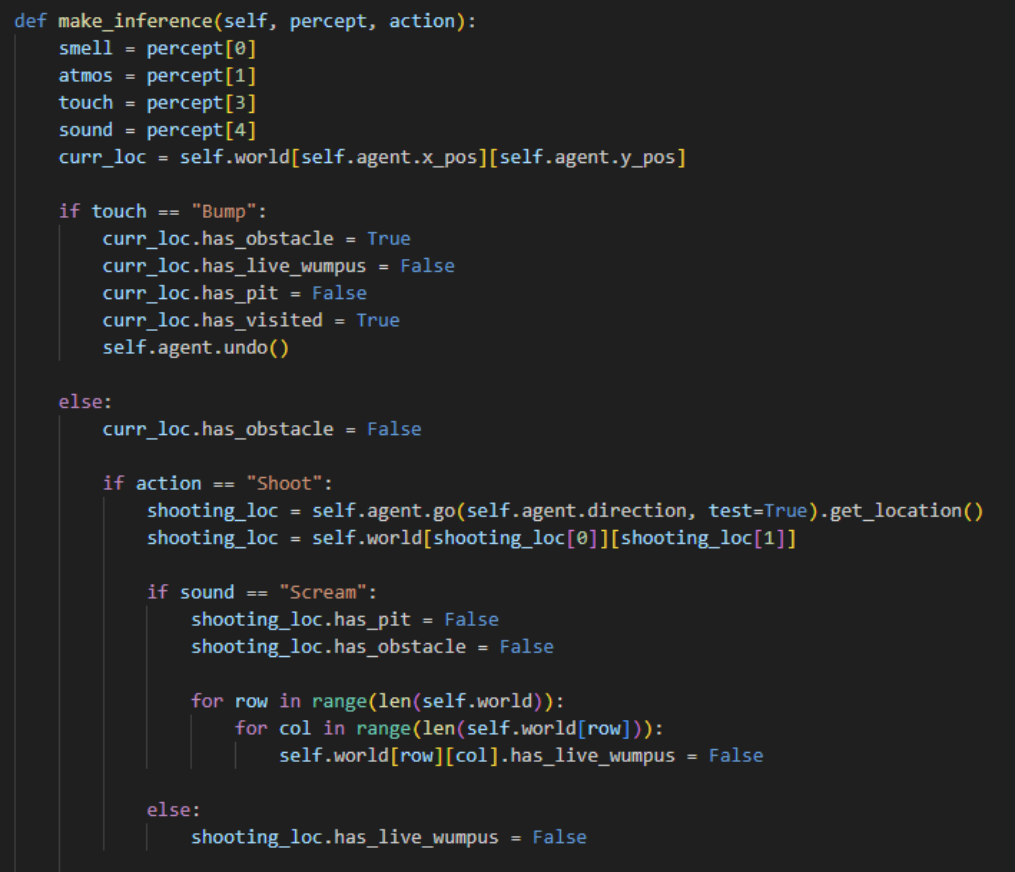 def make_inference(self, percept, action):
    smell = percept[0]
    atmos = percept[1]
    touch = percept[3]
    sound = percept[4]
    curr_loc = self.world[self.agent.x_pos][self.agent.y_pos]

    if touch == "Bump":
        curr_loc.has_obstacle = True
        curr_loc.has_live_wumpus = False
        curr_loc.has_pit = False
        curr_loc.has_visited = True
        self.agent.undo()

    else:
        curr_loc.has_obstacle = False

        if action == "Shoot":
            shooting_loc = self.agent.go(self.agent.direction, test=True).get_location()
            shooting_loc = self.world[shooting_loc[0]][shooting_loc[1]]

            if sound == "Scream":
                shooting_loc.has_pit = False
                shooting_loc.has_obstacle = False

                for row in range(len(self.world)):
                    for col in range(len(self.world[row])):
                        self.world[row][col].has_live_wumpus = False

            else:
                shooting_loc.has_live_wumpus = False